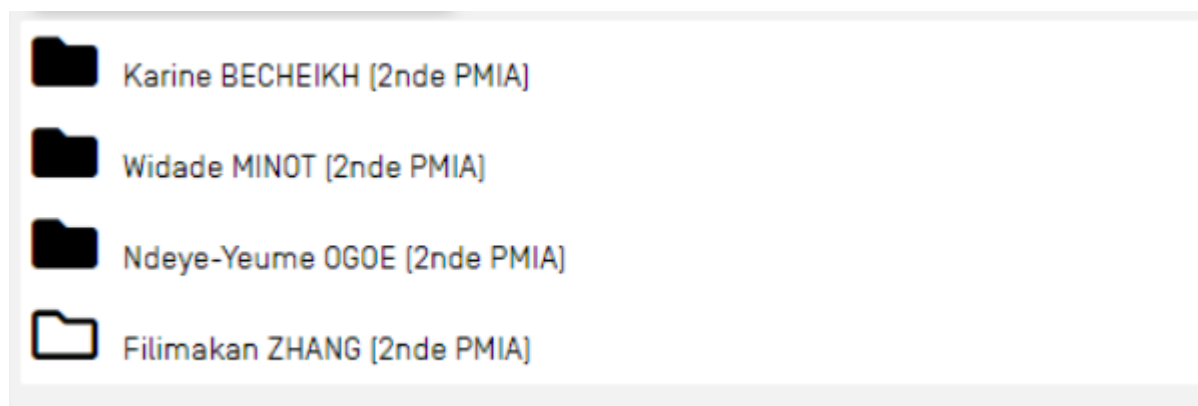 Karine BECHEIKH (2nde PMIA)
Widade MINOT (2nde PMIA)
Ndeye-Yeume OGOE (2nde PMIA)
Filimakan ZHANG (2nde PMIA)